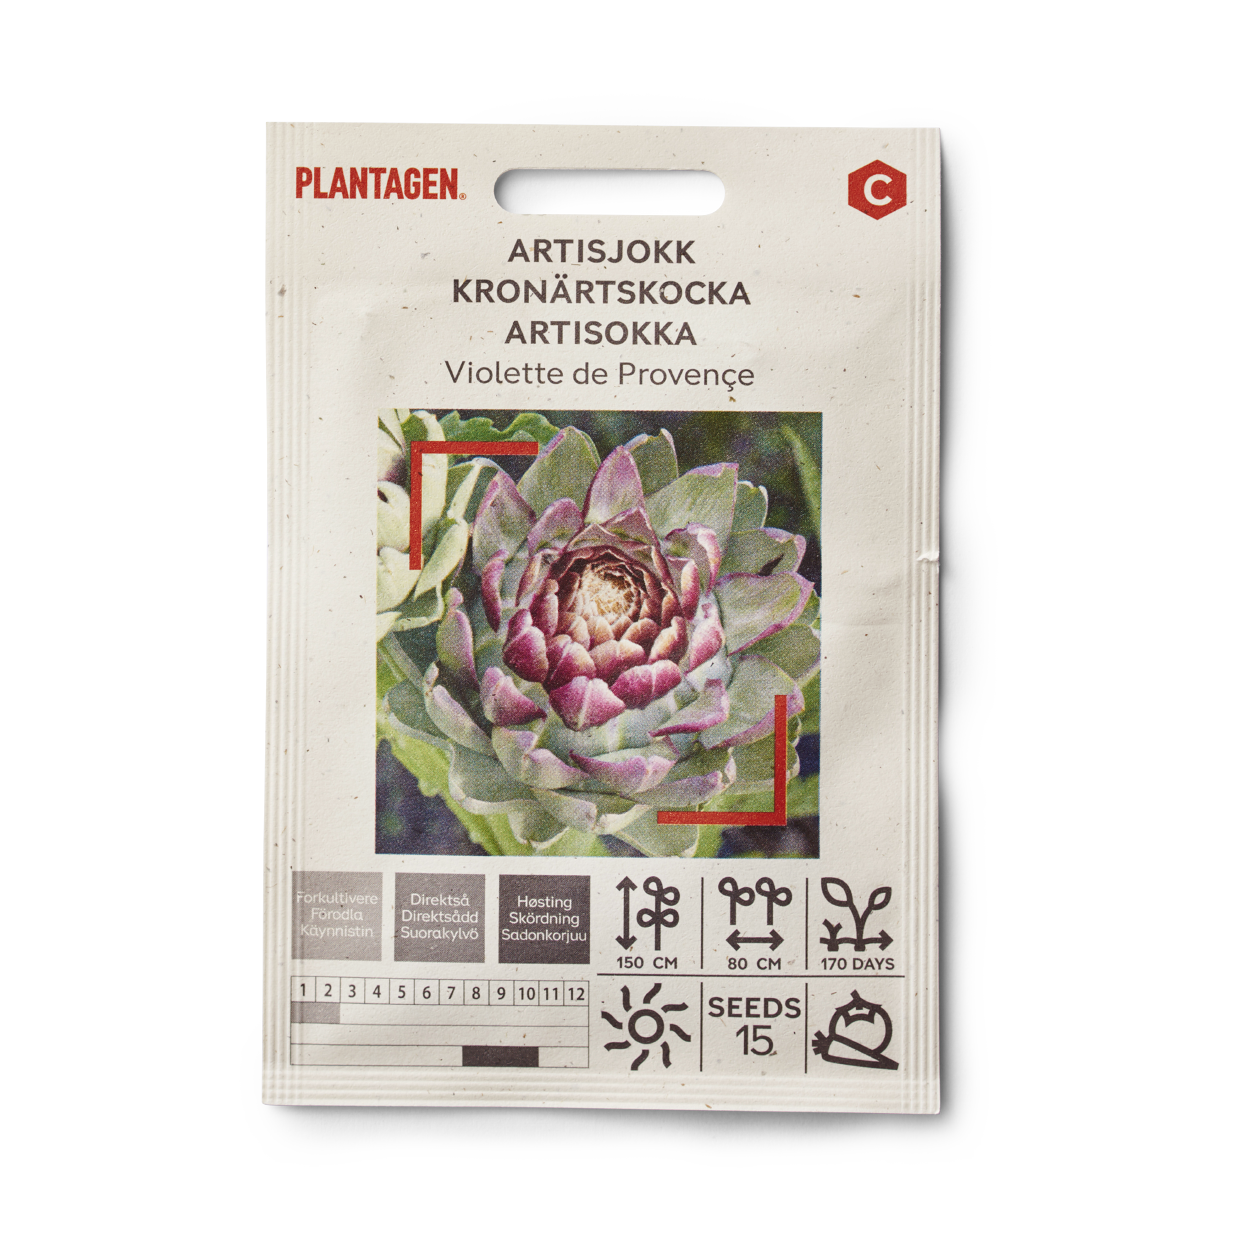 PLANTAGEN®
C
ARTISJOKK
KRONÄRTSKOCKA
ARTISOKKA
Violette de Provençe
Forkultivere
Förodla
Käynnistin
Direktså
Direktsådd
Suorakylvö
Høsting
Skördning
Sadonkorjuu
150 CM
80 CM
170 DAYS
1 2 3 4 5 6 7 8 9 10 11 12
SEEDS
15